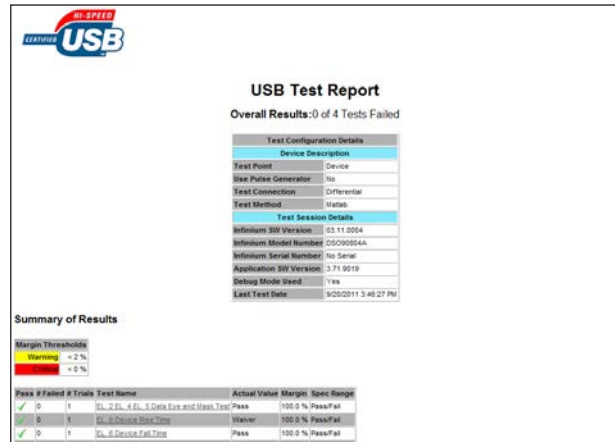 HI-SPEED
CERTIFIED USB
USB Test Report
Overall Results:0 of 4 Tests Failed
Test Configuration Details
Device Description
Test Point Device
Use Pulse Generator No
Test Connection Differential
Test Method Matlab
Test Session Details
Infiniium SW Version 03.11.0004
Infiniium Model Number DSO90804A
Infiniium Serial Number No Serial
Application SW Version 3.71.9019
Debug Mode Used Yes
Last Test Date 9/20/2011 3:46:27 PM
Summary of Results
Margin Thresholds
Warning < 2 %
Critical < 0 %
Pass # Failed # Trials Test Name Actual Value Margin Spec Range
0 1 EL_2 EL_4 EL_5 Data Eye and Mask Test Pass 100.0 % Pass/Fail
0 1 EL_6 Device Rise Time Waiver 100.0 % Pass/Fail
0 1 EL_6 Device Fall Time Pass 100.0 % Pass/Fail